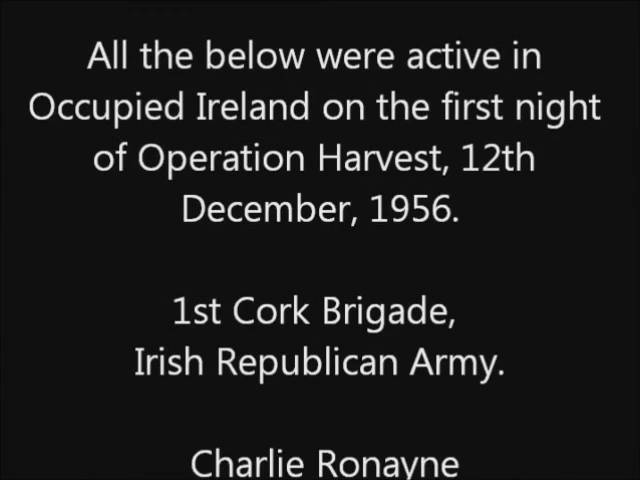 All the below were active in
Occupied Ireland on the first night
of Operation Harvest, 12th
December, 1956.
1st Cork Brigade,
Irish Republican Army.
Charlie Ronayne